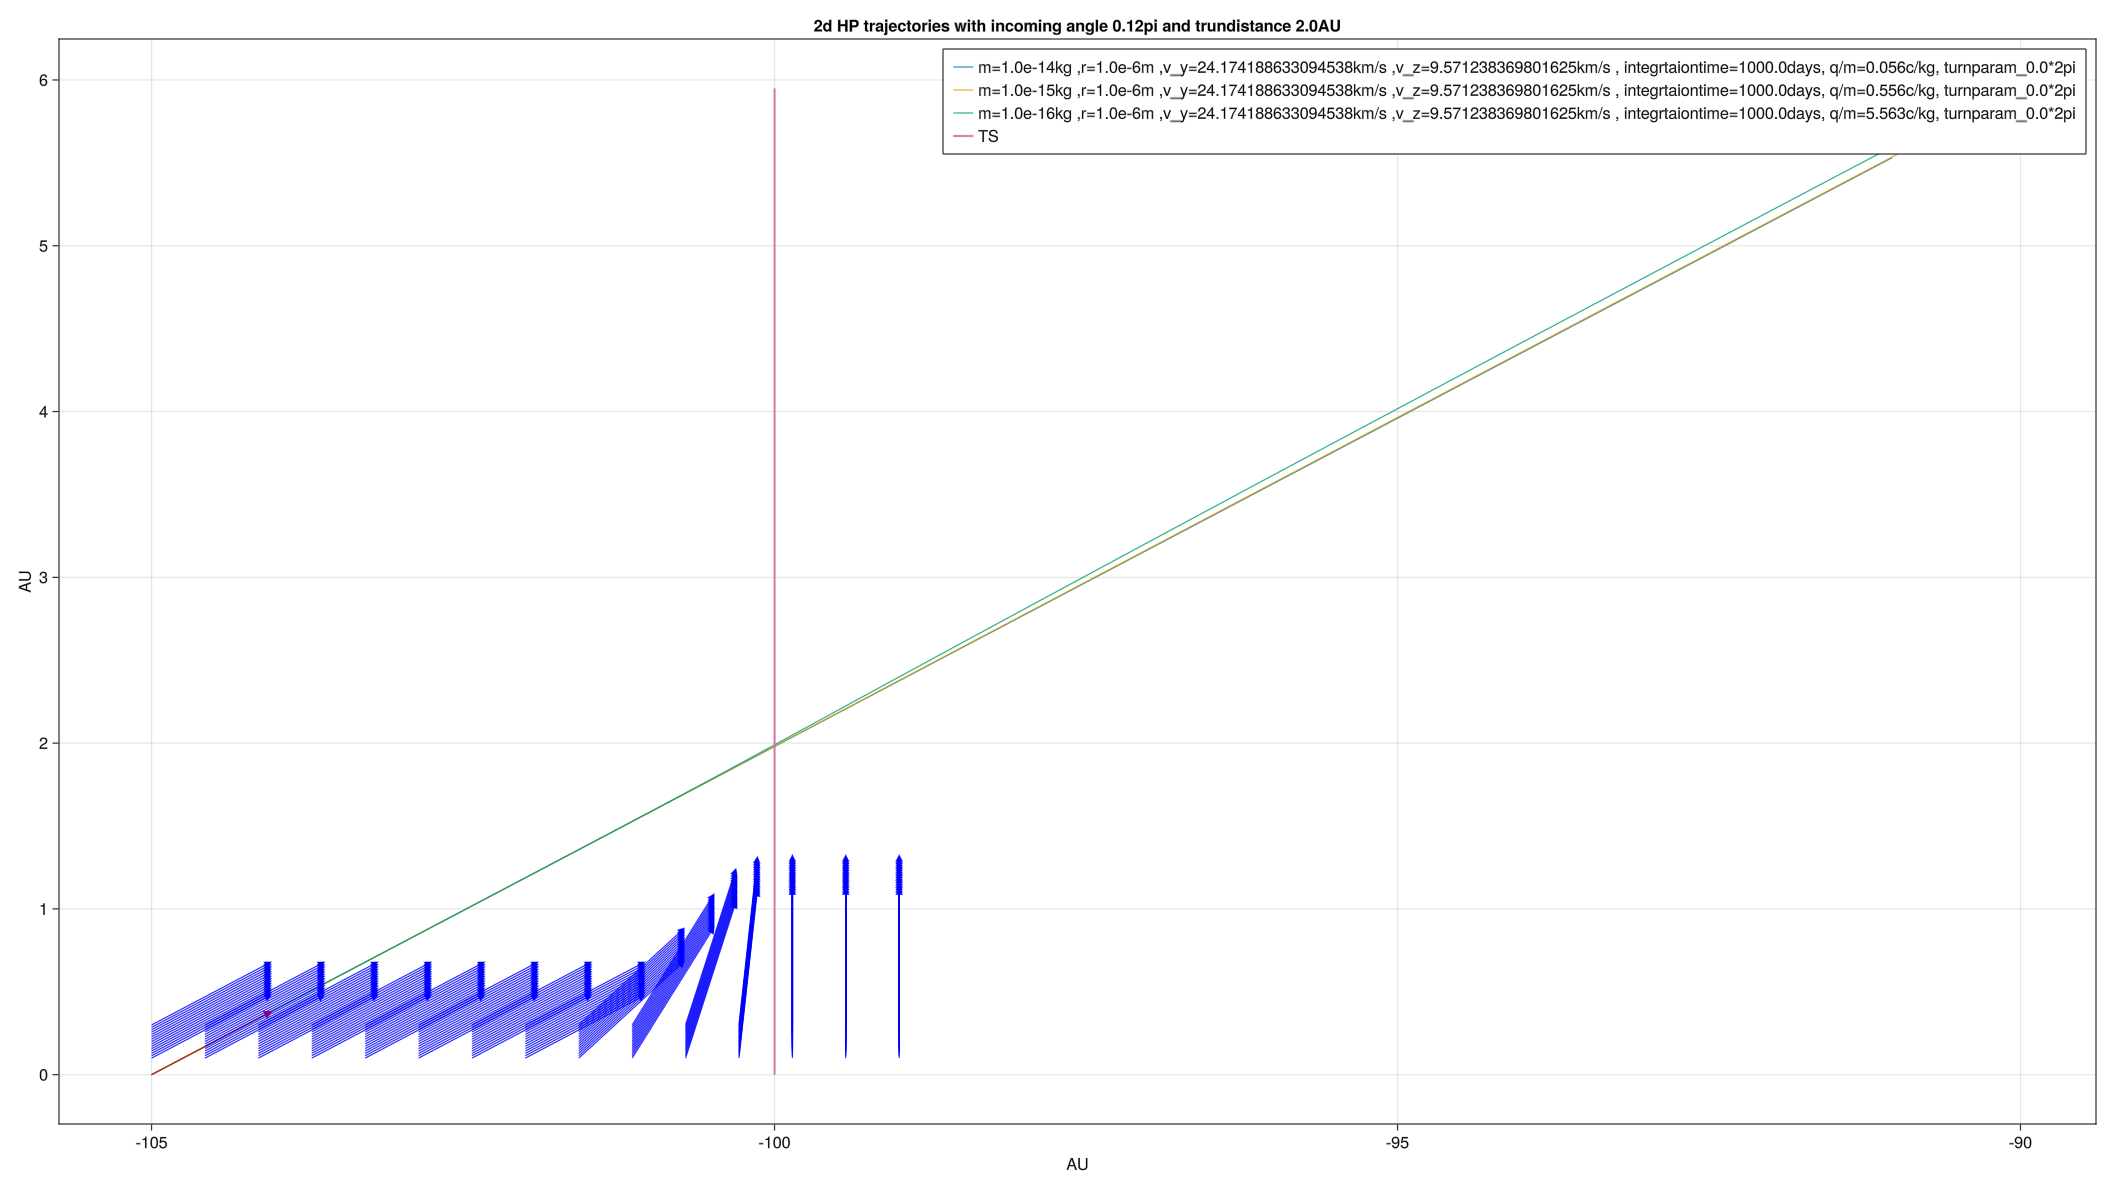 2d HP trajectories with incoming angle 0.12pi and trundistance 2.0AU
m=1.0e-14kg ,r=1.0e-6m ,v_y=24.174188633094538km/s ,v_z=9.571238369801625km/s , integrtaiontime=1000.0days, q/m=0.056c/kg, turnparam_0.0*2pi
m=1.0e-15kg ,r=1.0e-6m ,v_y=24.174188633094538km/s ,v_z=9.571238369801625km/s , integrtaiontime=1000.0days, q/m=0.556c/kg, turnparam_0.0*2pi
m=1.0e-16kg ,r=1.0e-6m ,v_y=24.174188633094538km/s ,v_z=9.571238369801625km/s , integrtaiontime=1000.0days, q/m=5.563c/kg, turnparam_0.0*2pi
TS
6
5
4
3
2
1
0
AU
-105
-100
-95
-90
AU